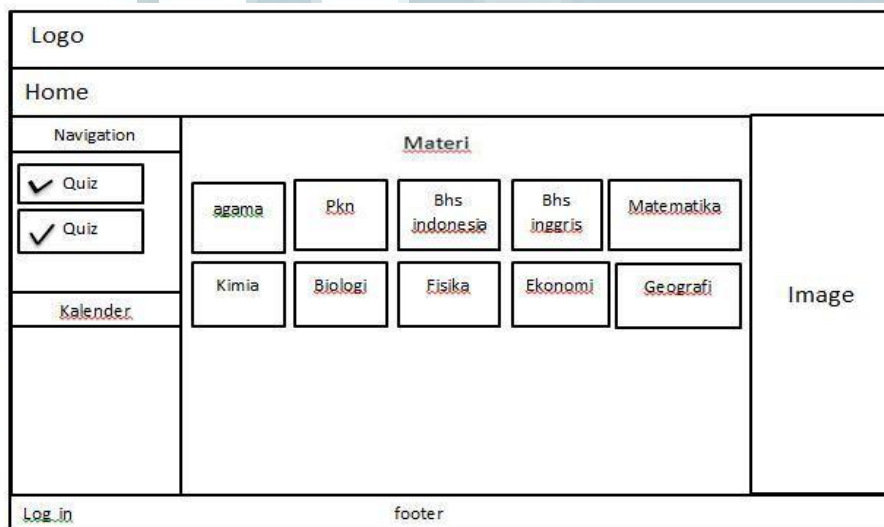 Logo
Home
Navigation
Quiz
Quiz
Kalender
Materi
agama
Pkn
Bhs
indonesia
Bhs
inggris
Matematika
Kimia
Biologi
Fisika
Ekonomi
Geografi
Image
Log in
footer